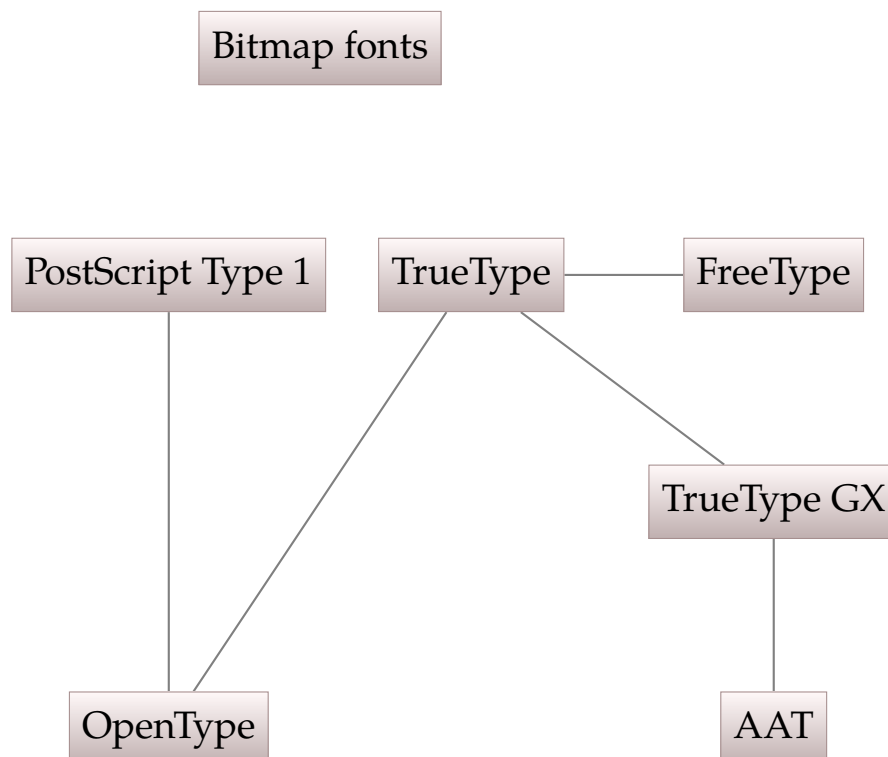 Bitmap fonts
PostScript Type 1
TrueType
FreeType
TrueType GX
OpenType
AAT